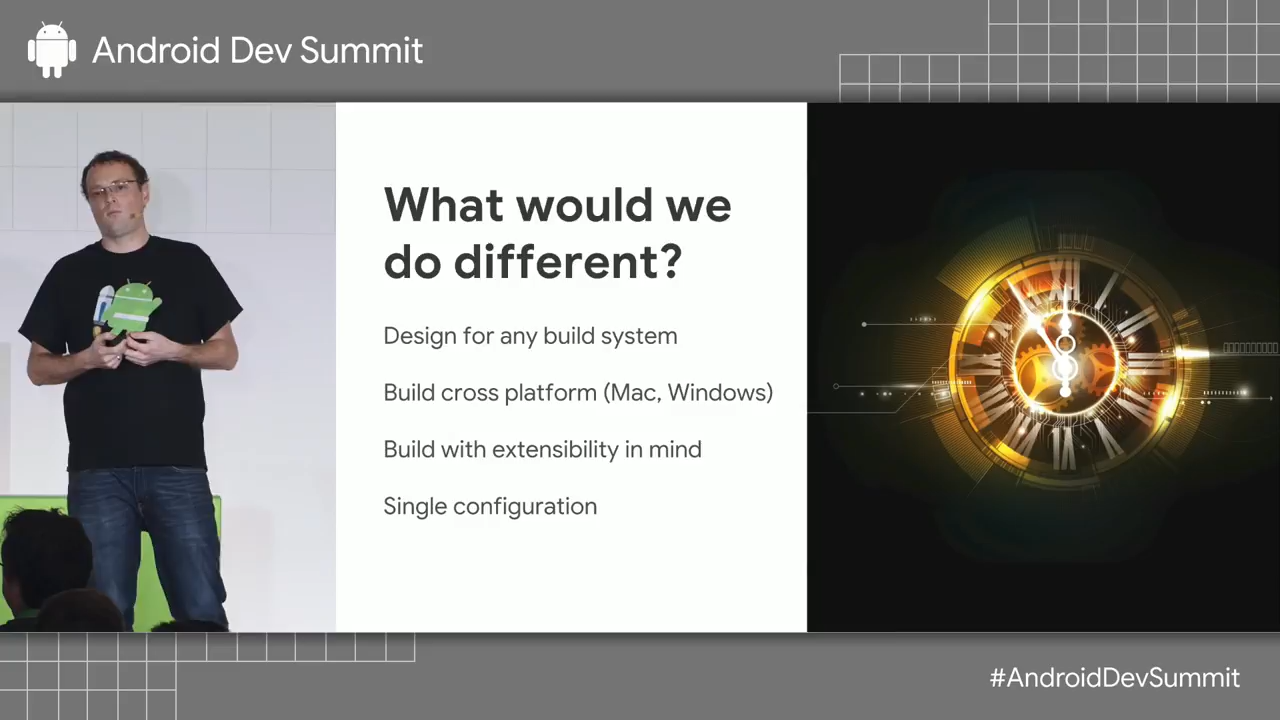 Android Dev Summit
What would we
do different?
Design for any build system
Build cross platform (Mac, Windows)
Build with extensibility in mind
Single configuration
XII
#AndroidDevSummit